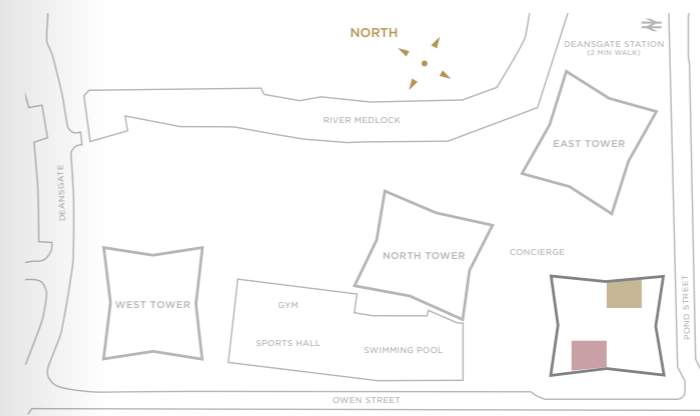 NORTH
DEANSGATE STATION
(2 MIN WALK)
RIVER MEDLOCK
EAST TOWER
DEANSGATE
NORTH TOWER
CONCIERGE
WEST TOWER
GYM
SPORTS HALL
SWIMMING POOL
POND STREET
OWEN STREET